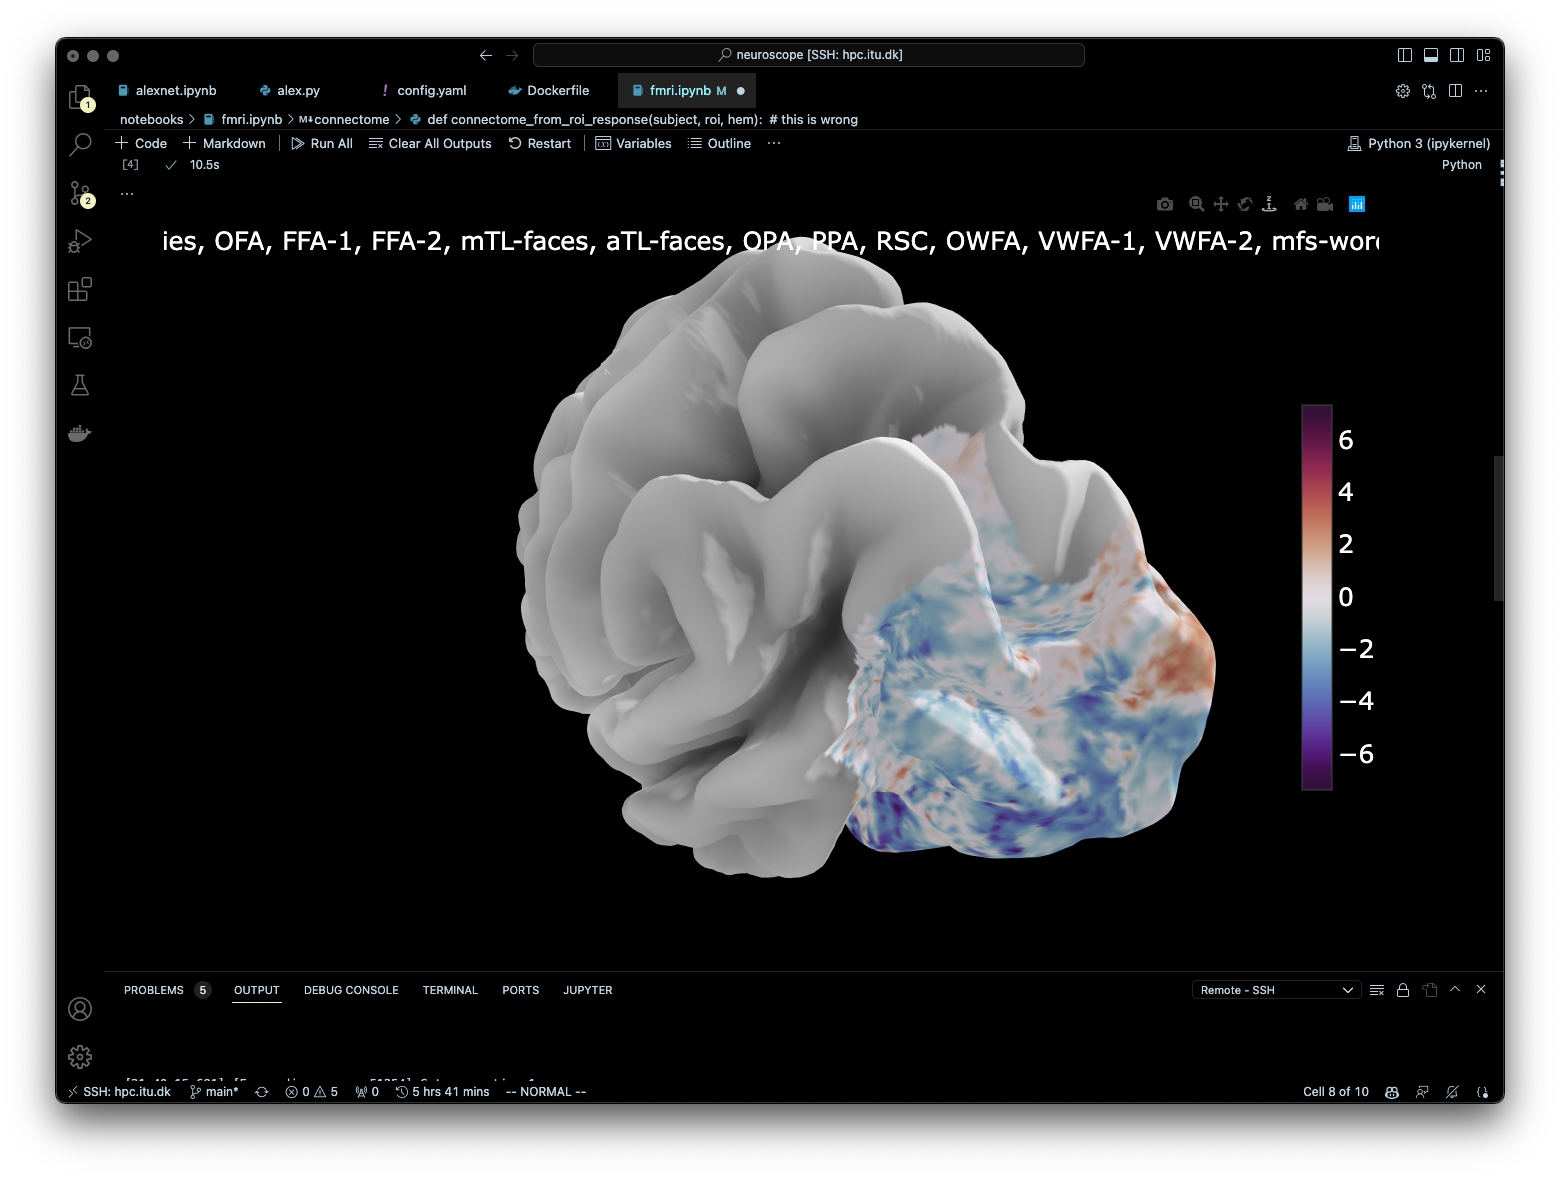 neuroscope [SSH: hpc.itu.dk]
alexnet.ipynb alex.py ! config.yaml Dockerfile fmri.ipynb M
1
notebooks > fmri.ipynb > M↓connectome > def connectome_from_roi_response(subject, roi, hem): # this is wrong
+ Code + Markdown Run All Clear All Outputs Restart Variables Outline ... Python 3 (ipykernel)
[4] 10.5s Python
...
2
ies, OFA, FFA-1, FFA-2, mTL-faces, aTL-faces, OPA, PPA, RSC, OWFA, VWFA-1, VWFA-2, mfs-wor
6
4
2
0
−2
−4
−6
PROBLEMS 5 OUTPUT DEBUG CONSOLE TERMINAL PORTS JUPYTER Remote - SSH
SSH: hpc.itu.dk main* 0 5 0 5 hrs 41 mins -- NORMAL -- Cell 8 of 10